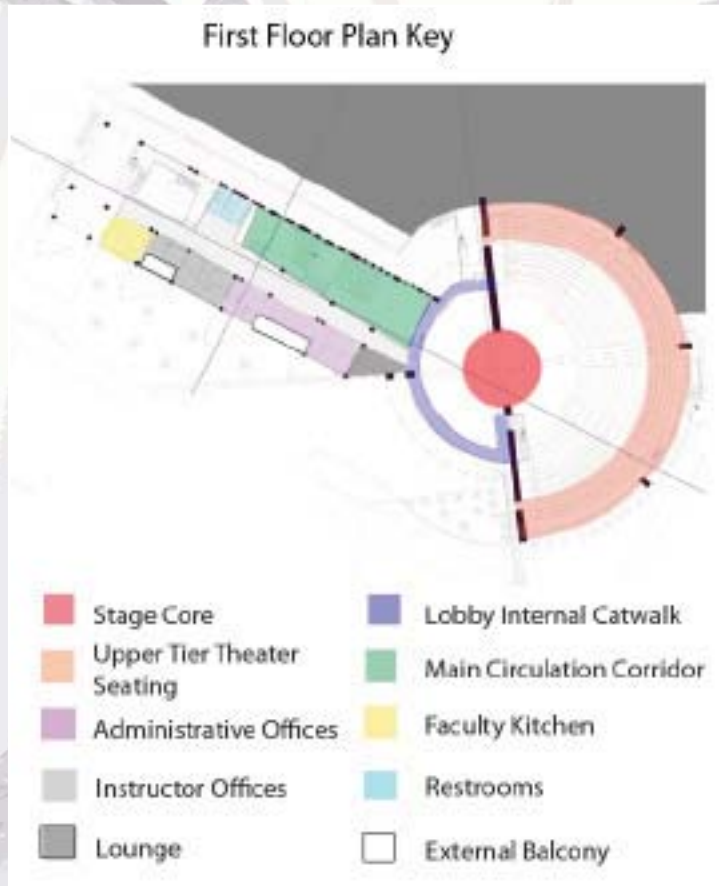 First Floor Plan Key
Stage Core
Upper Tier Theater
Seating
Administrative Offices
Instructor Offices
Lounge
Lobby Internal Catwalk
Main Circulation Corridor
Faculty Kitchen
Restrooms
External Balcony